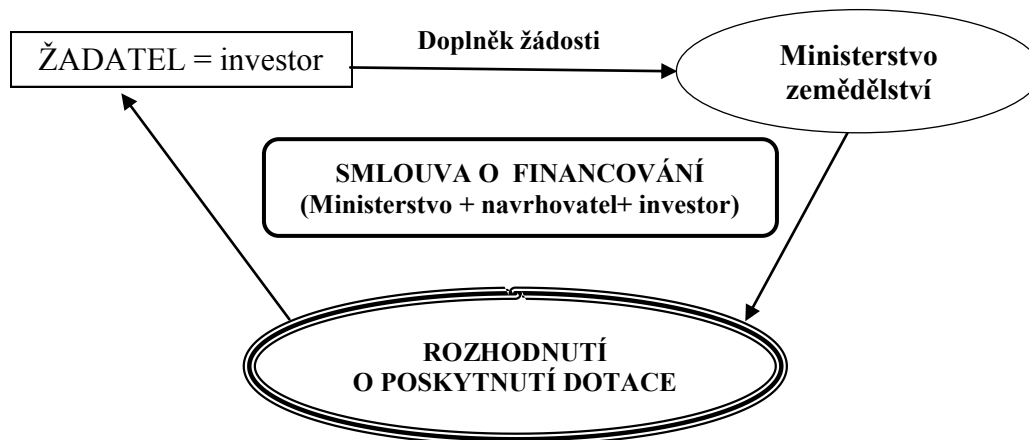 ŽADATEL = investor
Doplněk žádosti
Ministerstvo
zemědělství
SMLOUVA O FINANCOVÁNÍ
(Ministerstvo + navrhovatel+ investor)
ROZHODNUTÍ
O POSKYTNUTÍ DOTACE